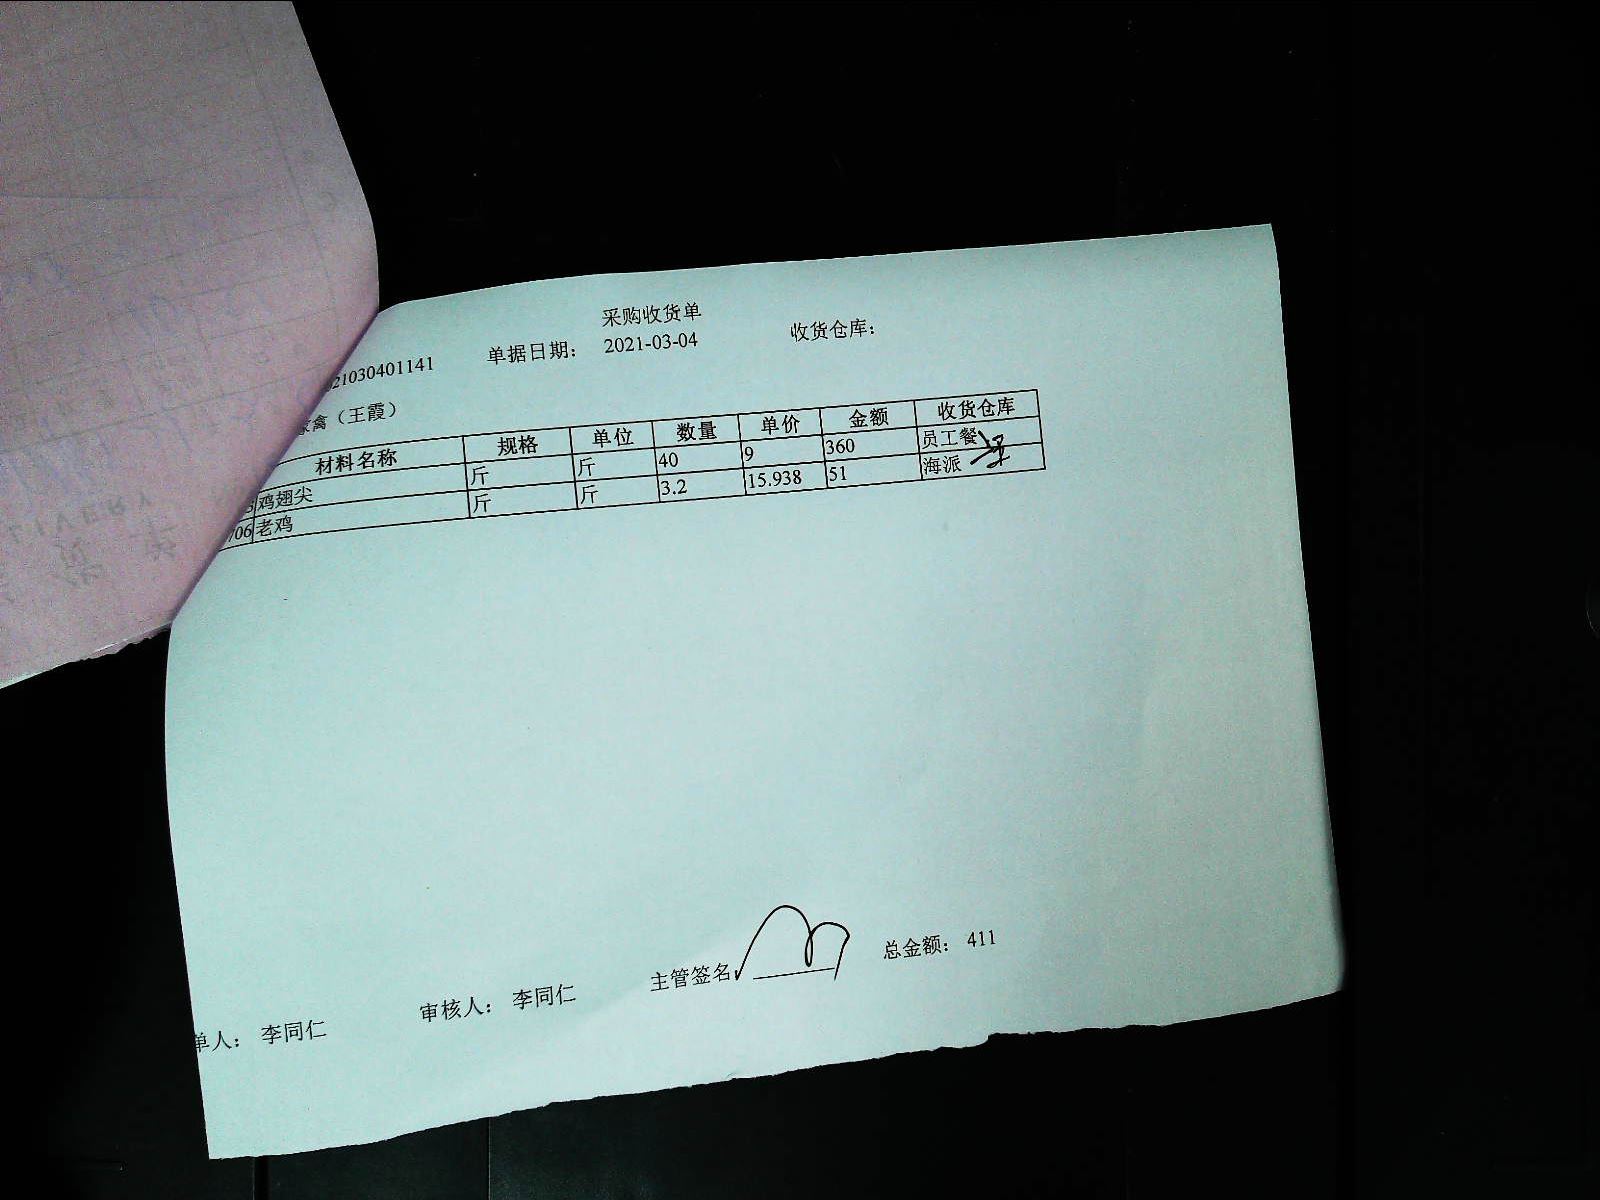 采购收货单
21030401141 单据日期： 2021-03-04 收货仓库：
家禽（王霞）
材料名称 规格 单位 数量 单价 金额 收货仓库
鸡翅尖 斤 斤 40 9 360 员工餐
706 老鸡 斤 斤 3.2 15.938 51 海派
单人： 李同仁 审核人： 李同仁 主管签名 总金额： 411